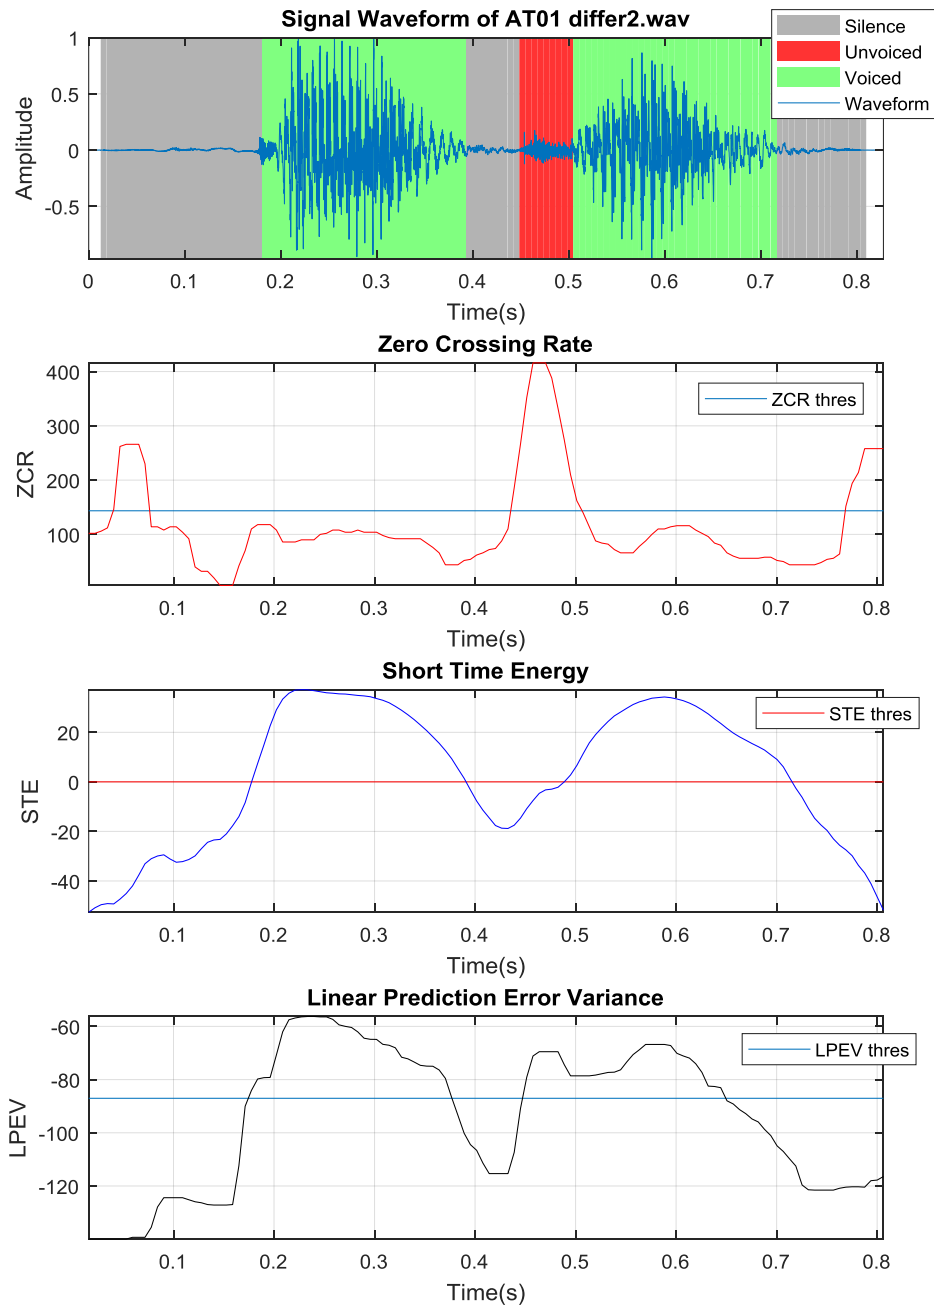 Signal Waveform of AT01 differ2.wav
Silence
Unvoiced
Voiced
Waveform
1
0.5
0
-0.5
Amplitude
0 0.1 0.2 0.3 0.4 0.5 0.6 0.7 0.8
Time(s)
Zero Crossing Rate
ZCR thres
400
300
200
100
ZCR
0.1 0.2 0.3 0.4 0.5 0.6 0.7 0.8
Time(s)
Short Time Energy
STE thres
20
0
-20
-40
STE
0.1 0.2 0.3 0.4 0.5 0.6 0.7 0.8
Time(s)
Linear Prediction Error Variance
LPEV thres
-60
-80
-100
-120
LPEV
0.1 0.2 0.3 0.4 0.5 0.6 0.7 0.8
Time(s)